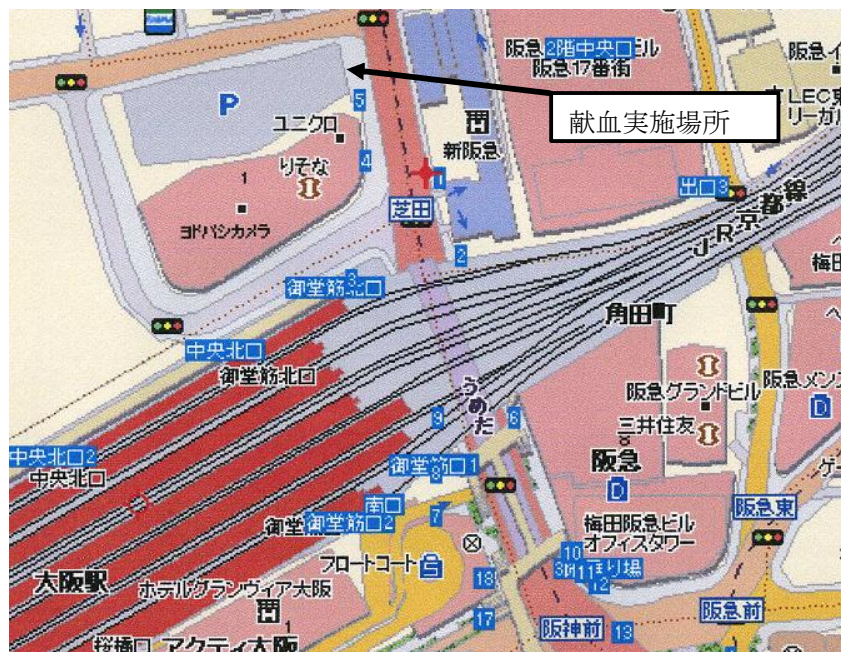 阪急
2階中央口
ビル
阪急17番街
阪急イ
LEC東
リーガル
献血実施場所
P
5
ユニクロ
新阪急
4
りそな
1
1
出口3
芝田
ヨドバシカメラ
JR京都線
2
3
御堂筋北口
梅田
角田町
中央北口
御堂筋北口
うめだ
阪急グランドビル
阪急メンズ
9
6
三井住友
中央北口2
中央北口
御堂筋口1
8
阪急
南口
7
御堂筋口2
阪急東
梅田阪急ビル
オフィスタワー
10
11
12
フロートコート
大阪駅
ホテルグランヴィア大阪
18
17
阪急前
1
阪神前
13
桜橋口
アクティ大阪